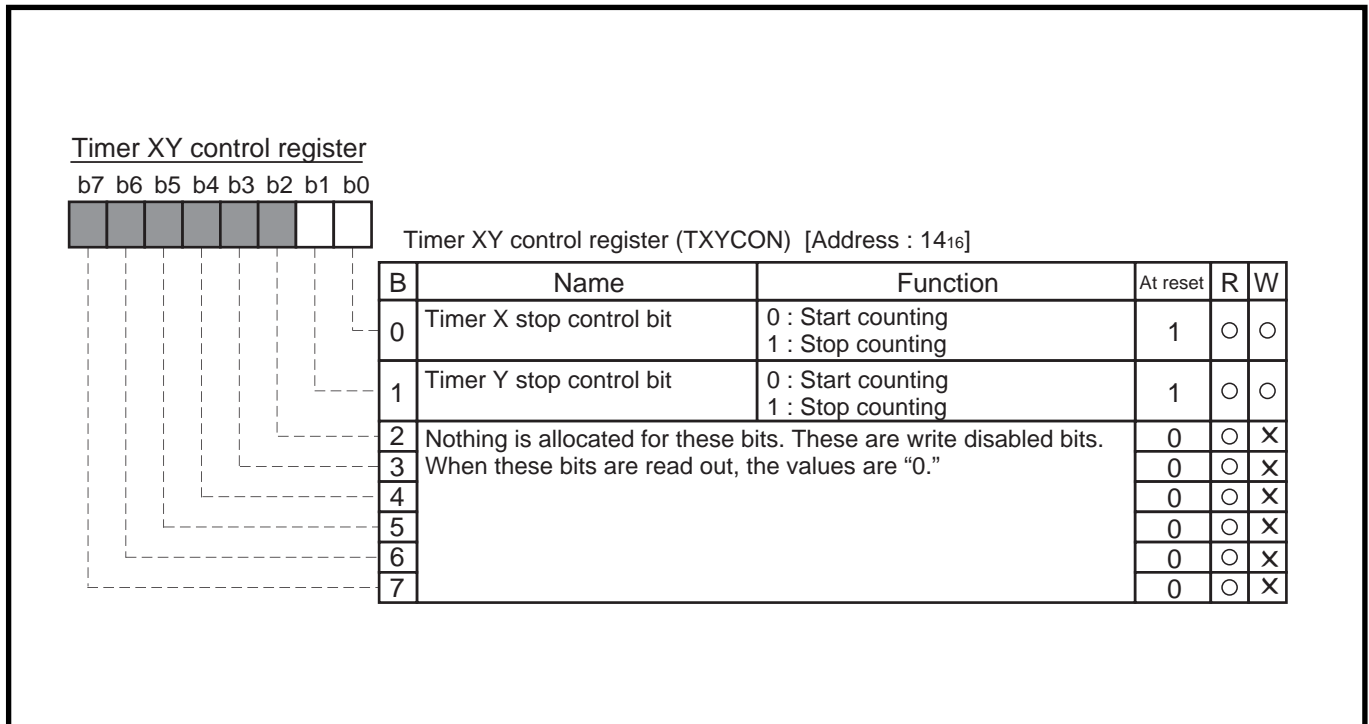 Timer XY control register
b7 b6 b5 b4 b3 b2 b1 b0
Timer XY control register (TXYCON) [Address : 14₁₆]
B Name Function At reset R W
0 Timer X stop control bit 0 : Start counting 1 ○ ○
1 : Stop counting
1 Timer Y stop control bit 0 : Start counting 1 ○ ○
1 : Stop counting
2 Nothing is allocated for these bits. These are write disabled bits. 0 ○ ×
3 When these bits are read out, the values are “0.” 0 ○ ×
4 0 ○ ×
5 0 ○ ×
6 0 ○ ×
7 0 ○ ×